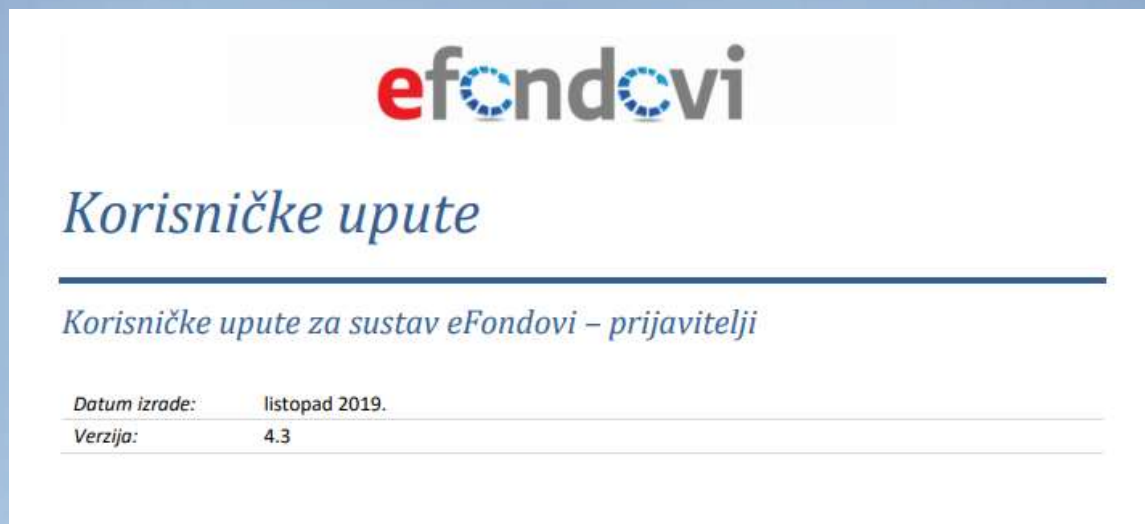 efondovi
Korisničke upute
Korisničke upute za sustav eFondovi – prijavitelji
Datum izrade: listopad 2019.
Verzija: 4.3